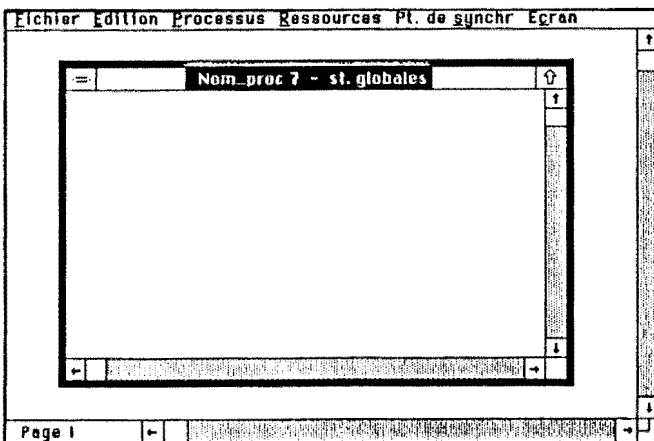 Fichier Edition Processus Ressources Pt. de synchr Ecran
Nom_proc 7 - st. globales
Page 1